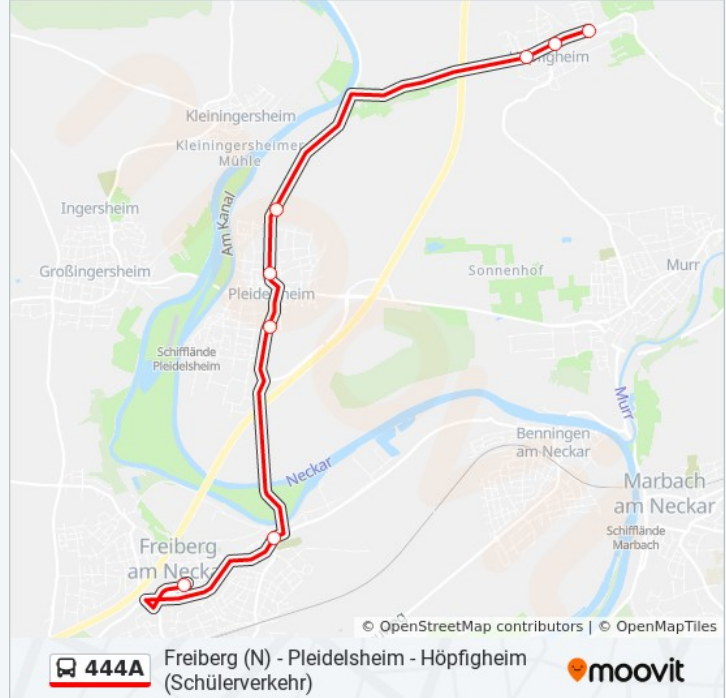 Höpfigheim
Kleiningersheim
Kleiningersheimer
Mühle
Am Kanal
Ingersheim
Großingersheim
Sonnenhof
Murr
Pleidelsheim
Schifflände
Pleidelsheim
Murr
Benningen
am Neckar
Neckar
Marbach
am Neckar
Schifflände
Marbach
Freiberg
am Neckar
© OpenStreetMap contributors | © OpenMapTiles
444A
Freiberg (N) - Pleidelsheim - Höpfigheim
(Schülerverkehr)
moovit